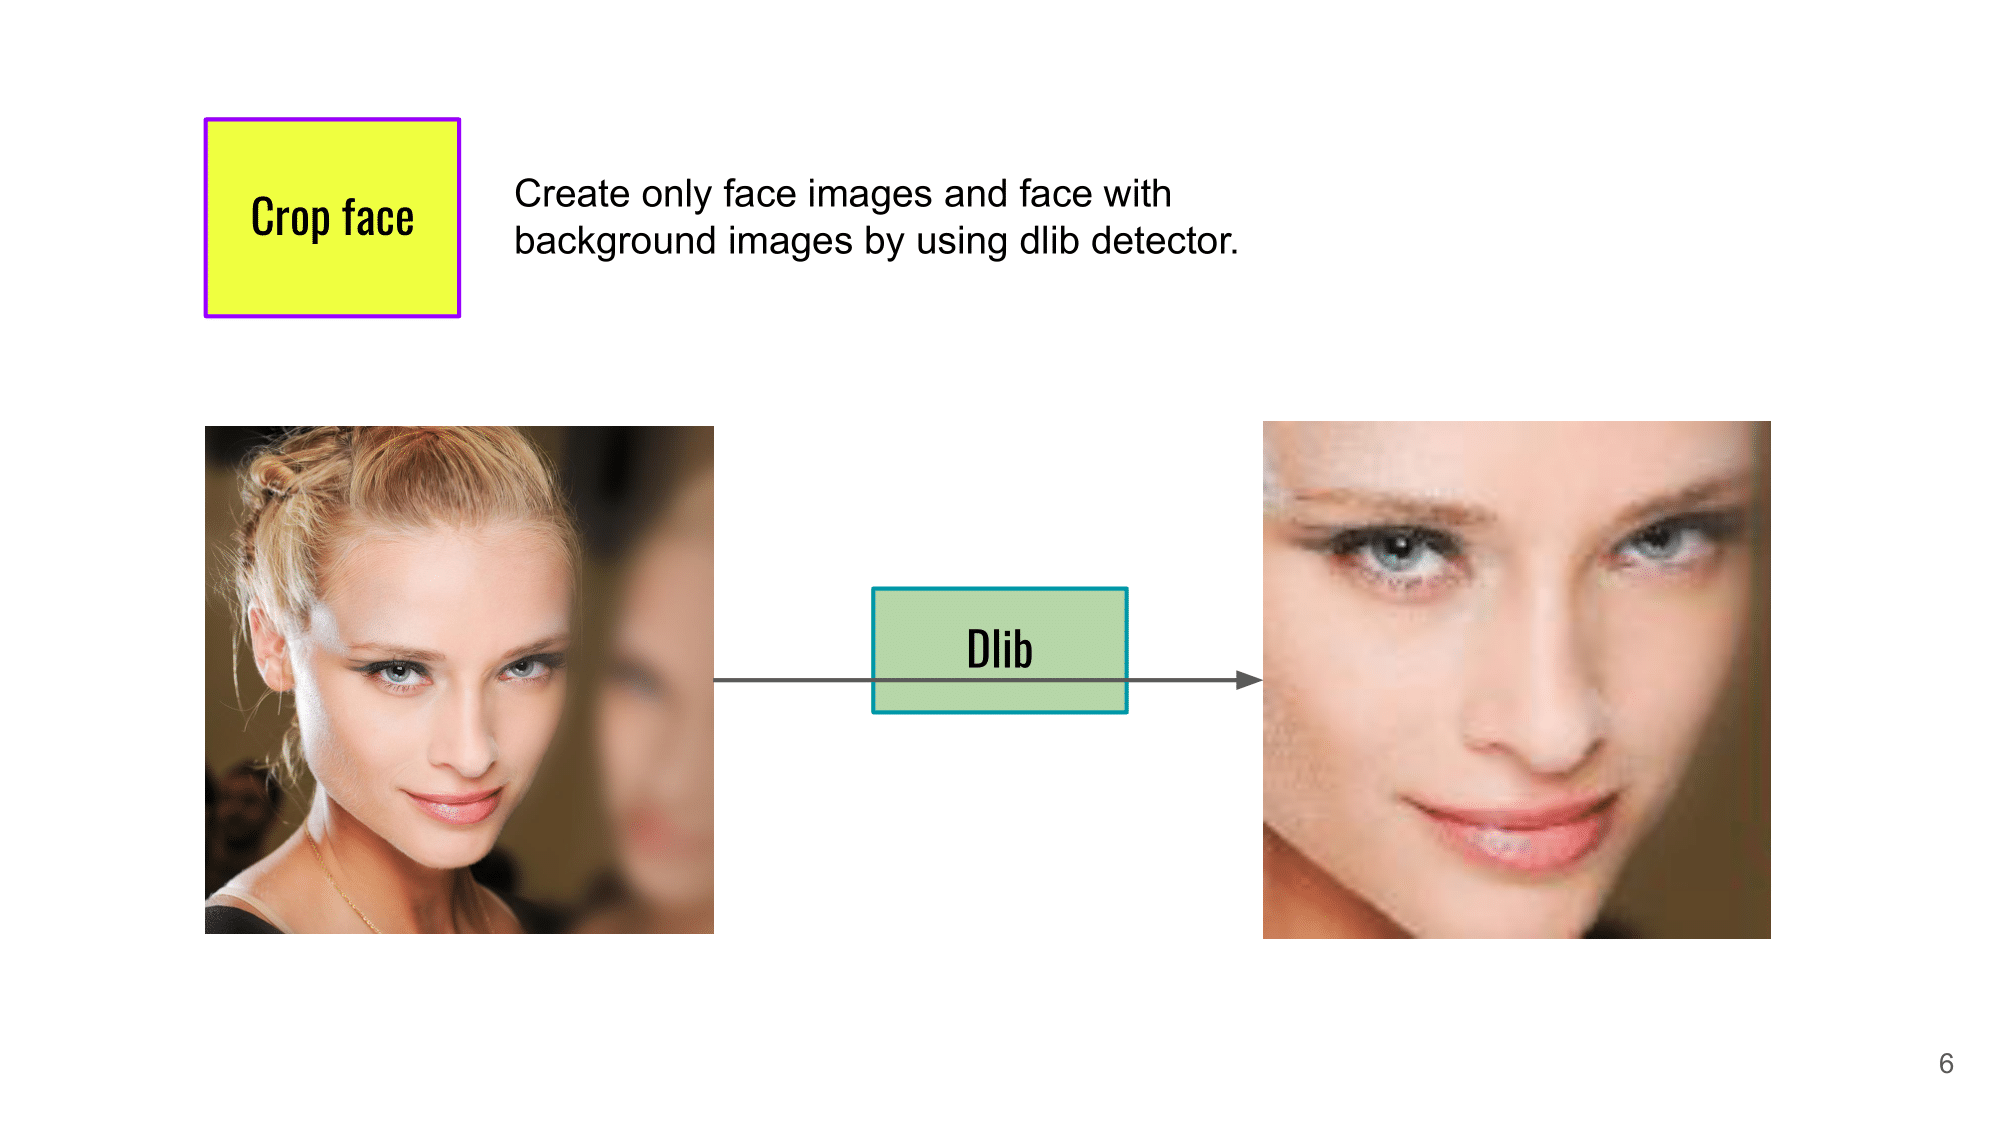 Crop face
Create only face images and face with
background images by using dlib detector.
Dlib
6